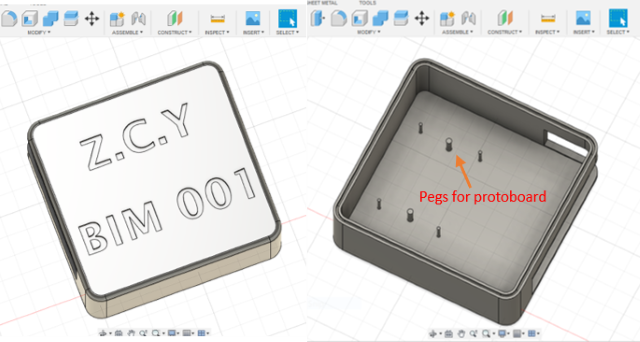 TOOLS
MODIFY ▾
ASSEMBLE ▾
CONSTRUCT ▾
INSPECT ▾
INSERT ▾
SELECT ▾
Z.C.Y
BIM 001
SHEET METAL
TOOLS
MODIFY ▾
ASSEMBLE ▾
CONSTRUCT ▾
INSPECT ▾
INSERT ▾
SELECT ▾
Pegs for protoboard